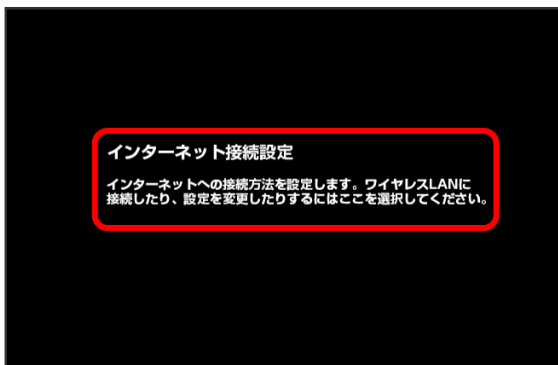 インターネット接続設定
インターネットへの接続方法を設定します。ワイヤレスLANに
接続したり、設定を変更したりするにはここを選択してください。